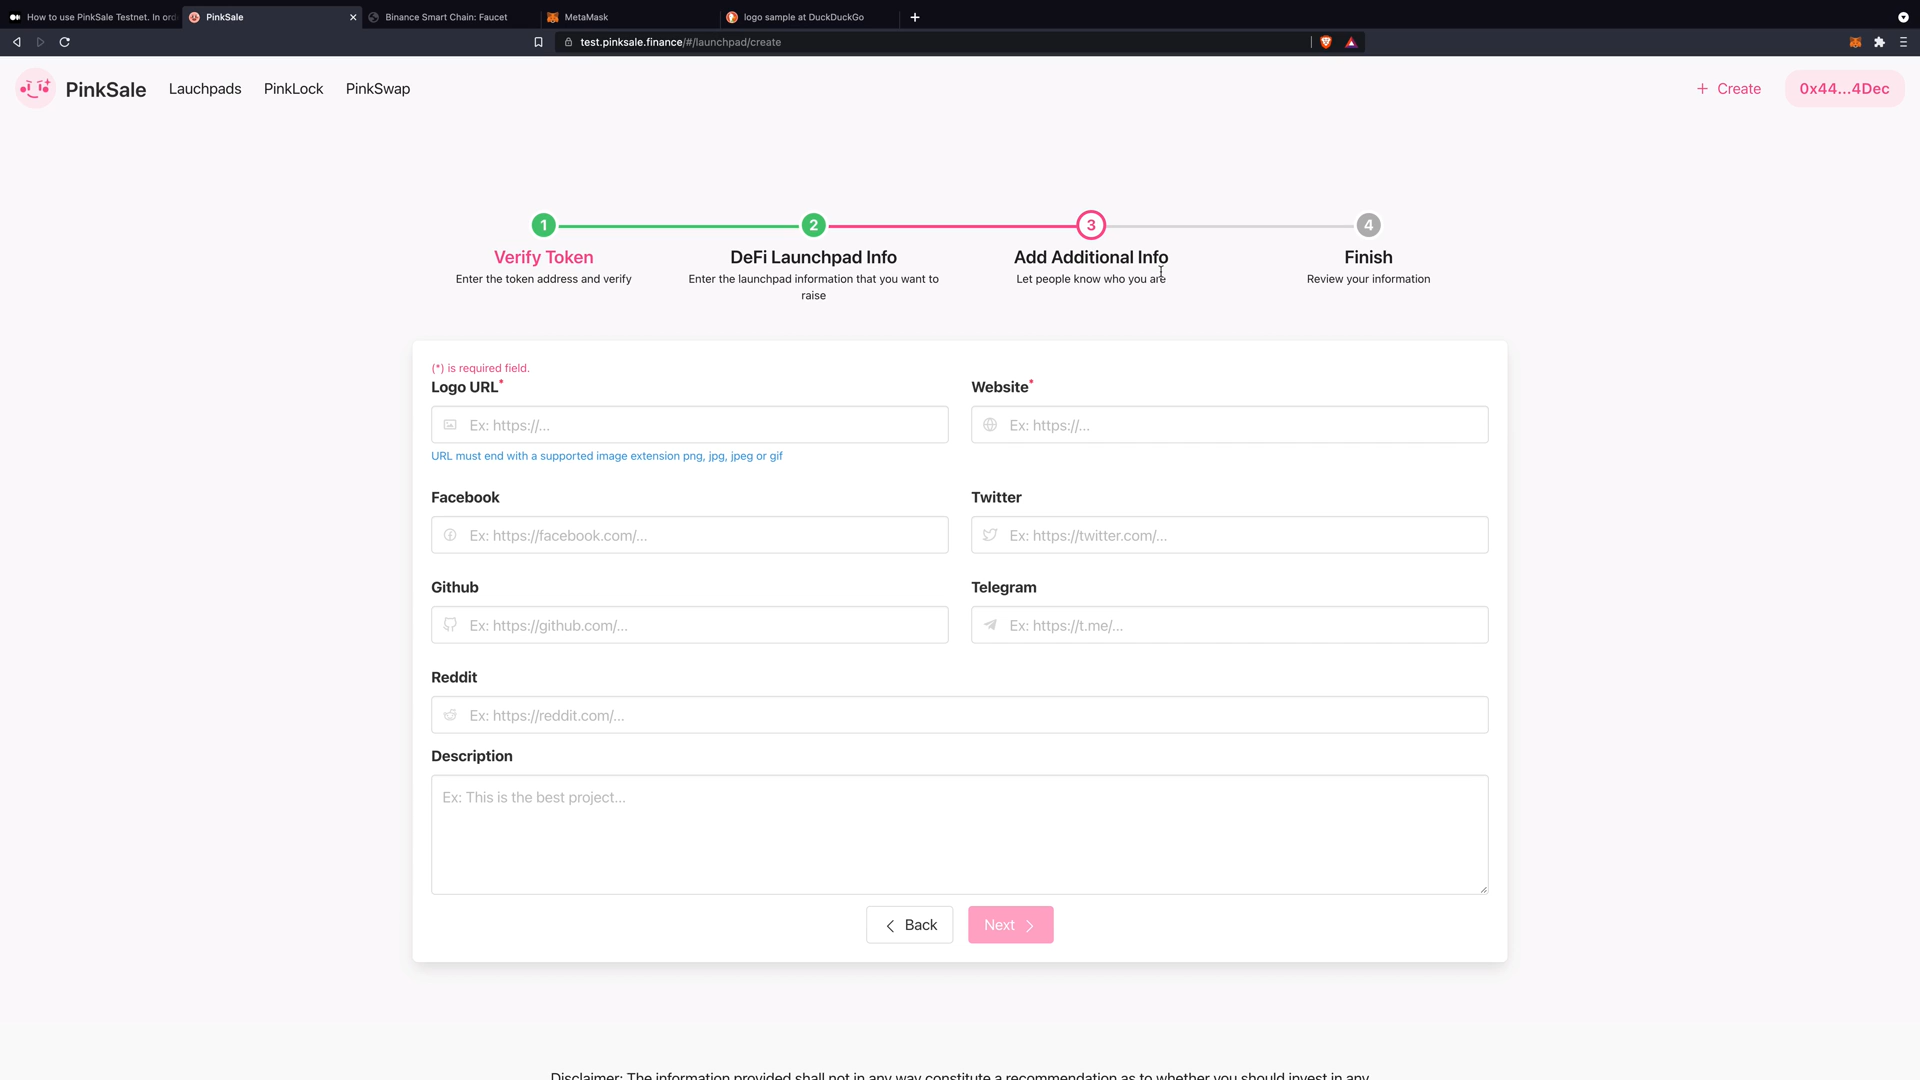 How to use PinkSale Testnet. In ord
PinkSale
Binance Smart Chain: Faucet
MetaMask
logo sample at DuckDuckGo
test.pinksale.finance/#/launchpad/create
PinkSale
Lauchpads
PinkLock
PinkSwap
+ Create
0x44...4Dec
1
2
3
4
Verify Token
DeFi Launchpad Info
Add Additional Info
Finish
Enter the token address and verify
Enter the launchpad information that you want to
raise
Let people know who you are
Review your information
(*) is required field.
Logo URL*
Website*
Ex: https://...
Ex: https://...
URL must end with a supported image extension png, jpg, jpeg or gif
Facebook
Twitter
Ex: https://facebook.com/...
Ex: https://twitter.com/...
Github
Telegram
Ex: https://github.com/...
Ex: https://t.me/...
Reddit
Ex: https://reddit.com/...
Description
Ex: This is the best project...
Back
Next
Disclaimer: The information provided shall not in any way constitute a recommendation as to whether you should invest in any